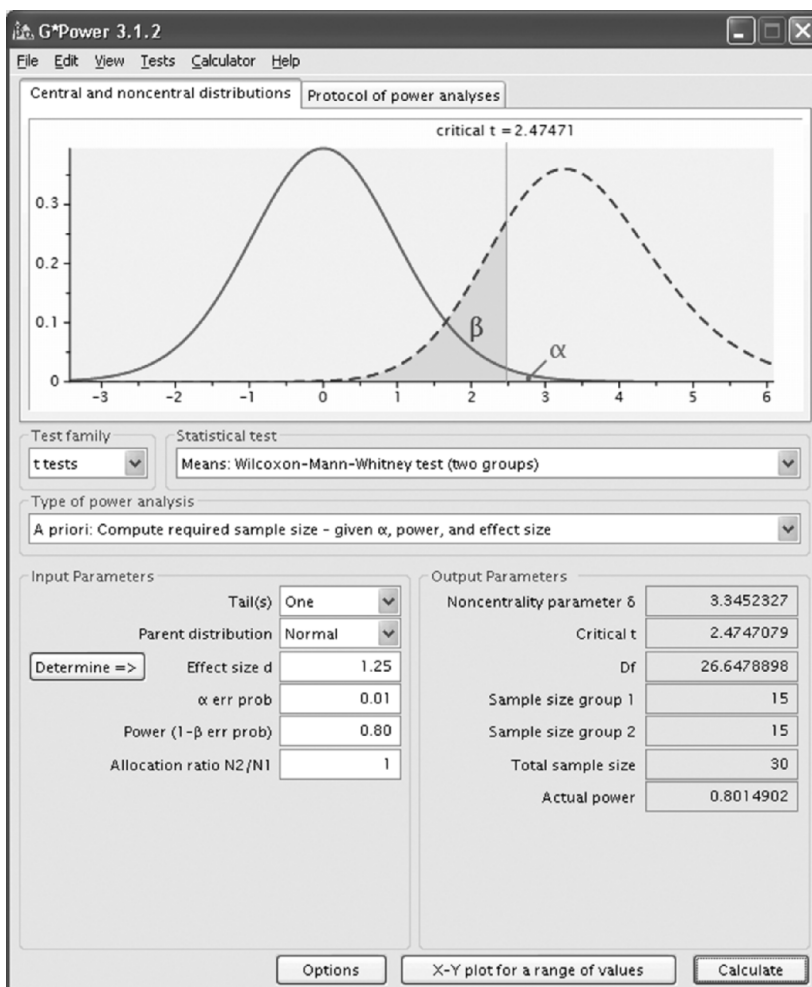 G*Power 3.1.2
File Edit View Tests Calculator Help
Central and noncentral distributions Protocol of power analyses
critical t = 2.47471
0.3
0.2
0.1
0
β
α
-3 -2 -1 0 1 2 3 4 5 6
Test family Statistical test
t tests Means: Wilcoxon-Mann-Whitney test (two groups)
Type of power analysis
A priori: Compute required sample size - given α, power, and effect size
Input Parameters
Tail(s) One
Parent distribution Normal
Determine => Effect size d 1.25
α err prob 0.01
Power (1-β err prob) 0.80
Allocation ratio N2/N1 1
Output Parameters
Noncentrality parameter δ 3.3452327
Critical t 2.4747079
Df 26.6478898
Sample size group 1 15
Sample size group 2 15
Total sample size 30
Actual power 0.8014902
Options X-Y plot for a range of values Calculate